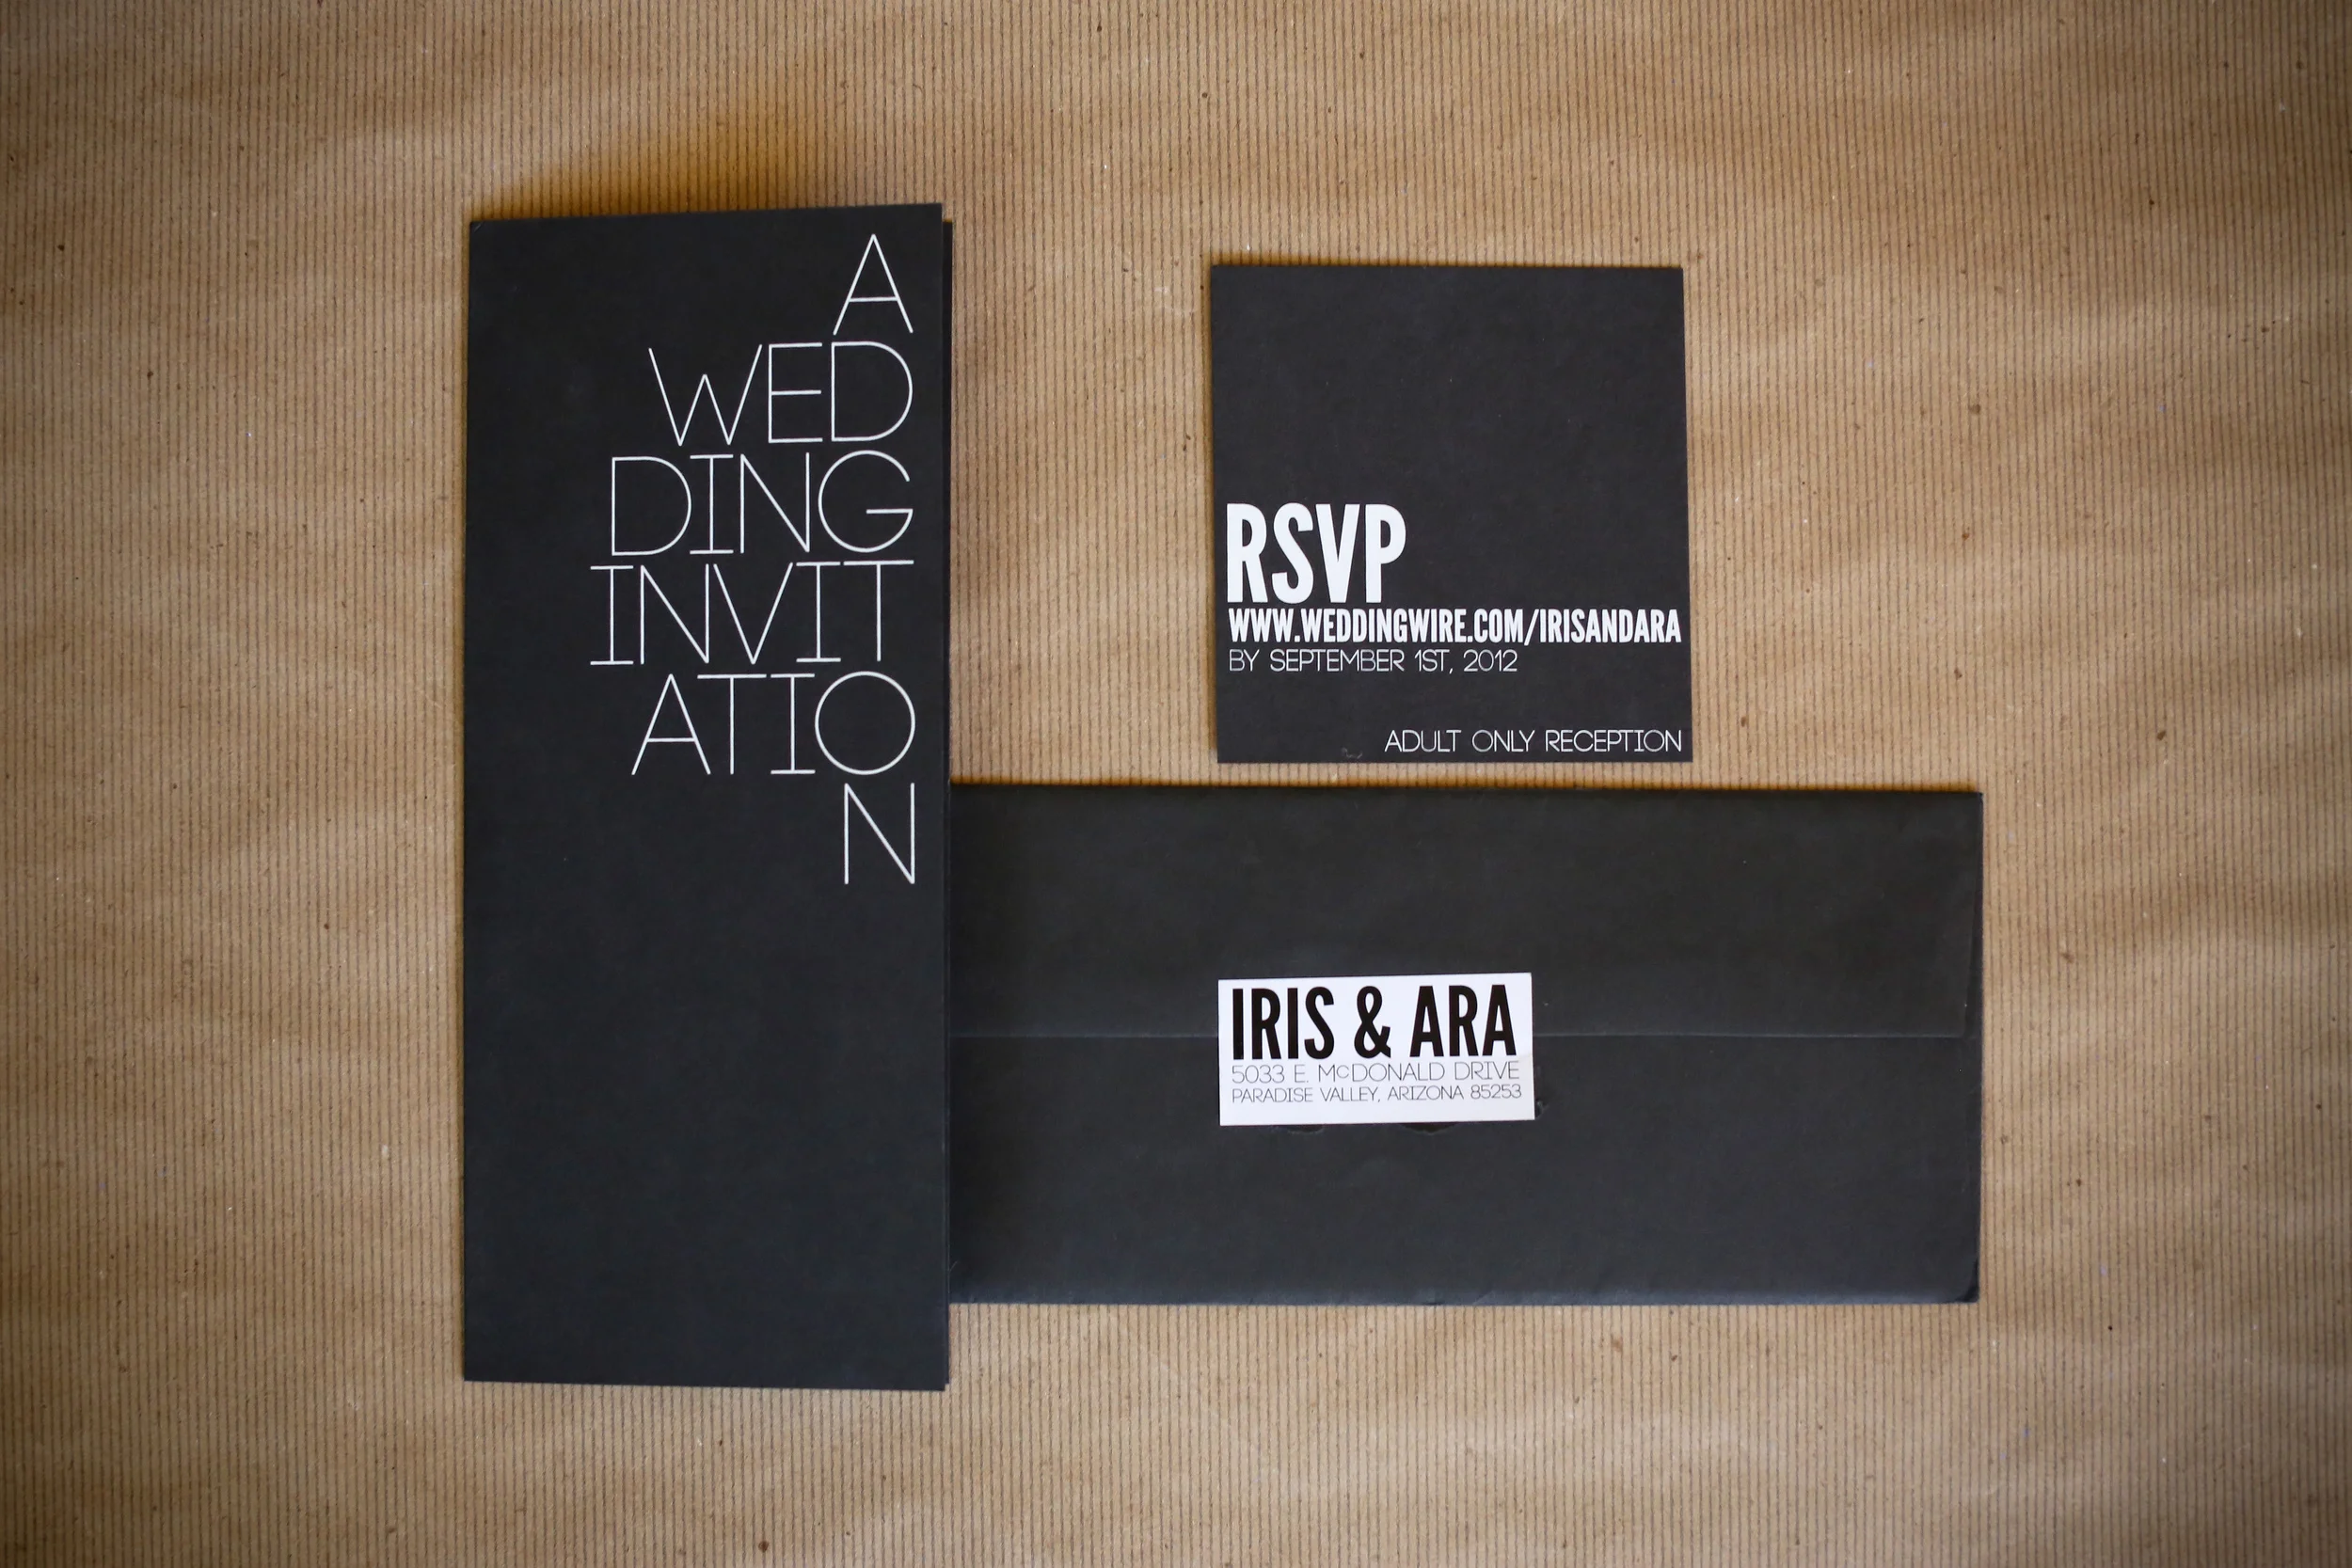 A
WED
DING
INVIT
ATIO
N
RSVP
WWW.WEDDINGWIRE.COM/IRISANDARA
BY SEPTEMBER 1ST, 2012
ADULT ONLY RECEPTION
IRIS & ARA
5033 E. McDONALD DRIVE
PARADISE VALLEY, ARIZONA 85253